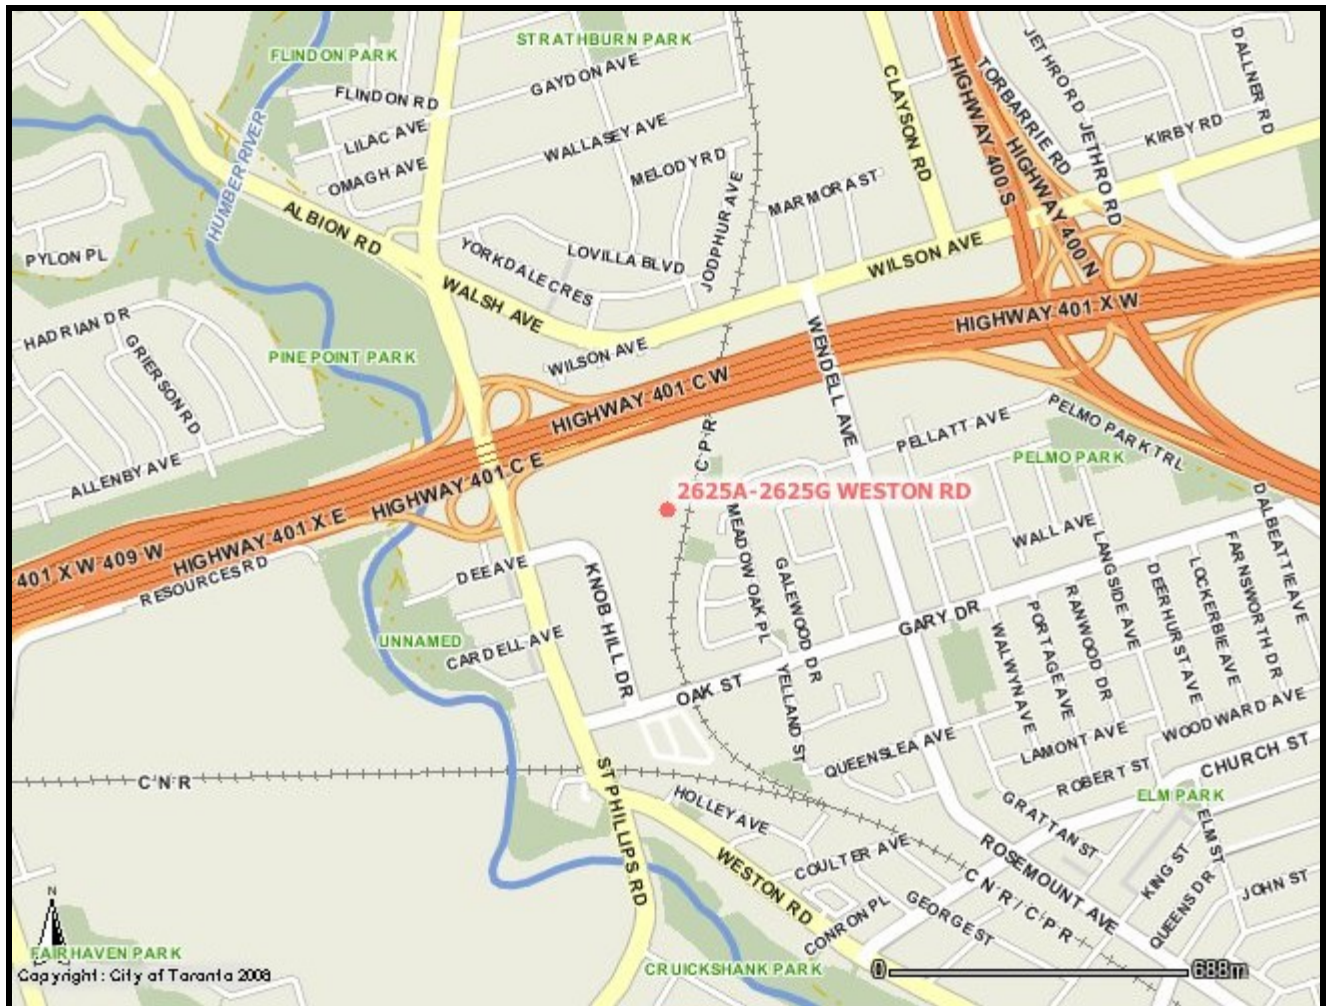 STRATHBURN PARK
FLINDON PARK
GAYDON AVE
FLINDON RD
LILAC AVE
WALLASEY AVE
OMAGH AVE
MELODY RD
JODPHUR AVE
MARMORA ST
CLAYSON RD
HIGHWAY 400 S
TORBARRIE RD
HIGHWAY 400 N
JETHRO RD
JETHRO RD
DALLNER RD
KIRBY RD
HUMBER RIVER
ALBION RD
PYLON PL
YORKDALE CRES
LOVILLA BLVD
WALSH AVE
WILSON AVE
WILSON AVE
HIGHWAY 401 X W
HADRIAN DR
GRIERSON RD
PINE POINT PARK
HIGHWAY 401 C W
WENDELL AVE
PELLATT AVE
PELMO PARK TRL
PELMO PARK
C P R
ALLENBY AVE
HIGHWAY 401 C E
2625A-2625G WESTON RD
HIGHWAY 401 X E
401 X W 409 W
RESOURCES RD
DEE AVE
KNOB HILL DR
MEADOW OAK PL
GALEWOOD DR
WALL AVE
LANGSIDE AVE
DALBEATTIE AVE
FARNSWORTH DR
LOCKERBIE AVE
DEERHURST AVE
RANWOOD DR
PORTAGE AVE
WALWYN AVE
GARY DR
UNNAMED
CARDELL AVE
OAK ST
YELLAND ST
QUEENSLEA AVE
LAMONT AVE
WOODWARD AVE
ROBERT ST
CHURCH ST
C N R
ST PHILLIPS RD
HOLLEY AVE
GRATTAN ST
ELM PARK
ELM ST
WESTON RD
COULTER AVE
ROSEMOUNT AVE
C N R / C P R
KING ST
QUEENS DR
JOHN ST
CONRON PL
GEORGE ST
N
FAIRHAVEN PARK
CRUICKSHANK PARK
0 688m
Copyright : City of Toronto 2008